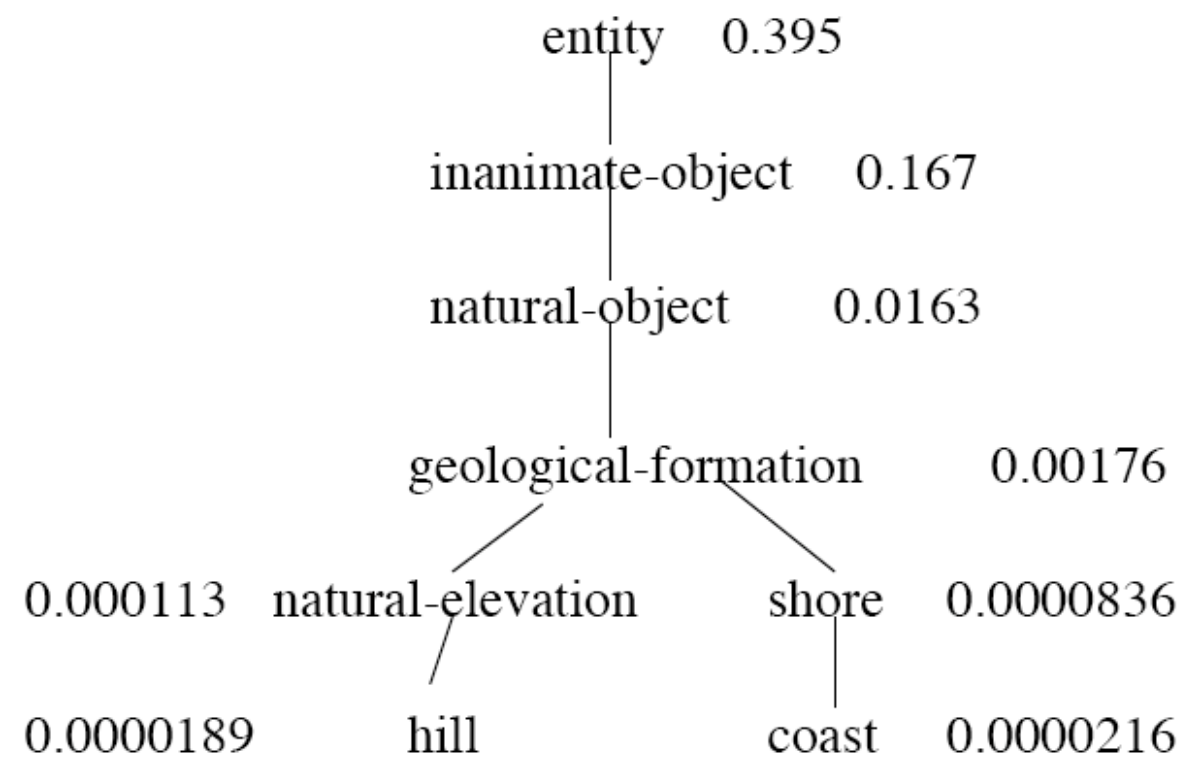 entity 0.395
inanimate-object 0.167
natural-object 0.0163
geological-formation 0.00176
0.000113 natural-elevation shore 0.0000836
0.0000189 hill coast 0.0000216